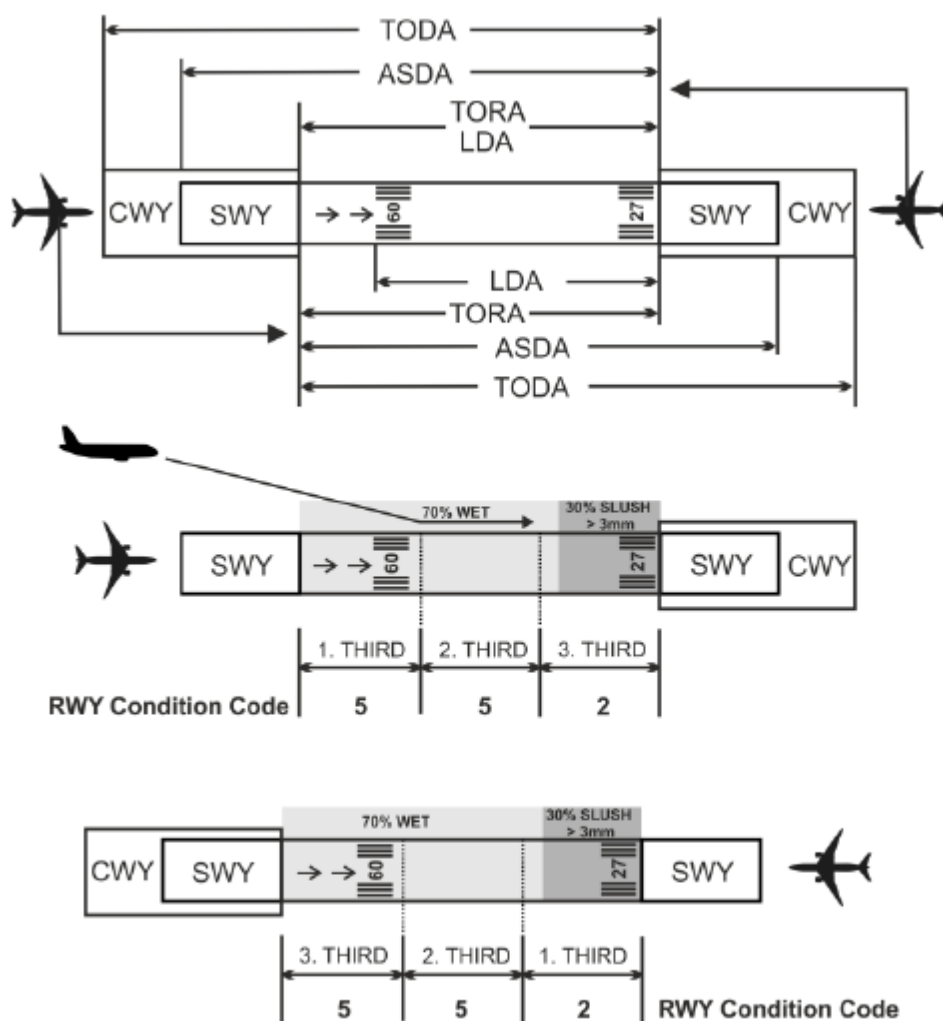 TODA
ASDA
TORA
LDA
CWY SWY 09 27 SWY CWY
LDA
TORA
ASDA
TODA
70% WET 30% SLUSH
> 3mm
SWY 09 27 SWY CWY
1. THIRD 2. THIRD 3. THIRD
RWY Condition Code 5 5 2
70% WET 30% SLUSH
> 3mm
CWY SWY 09 27 SWY
3. THIRD 2. THIRD 1. THIRD
5 5 2 RWY Condition Code